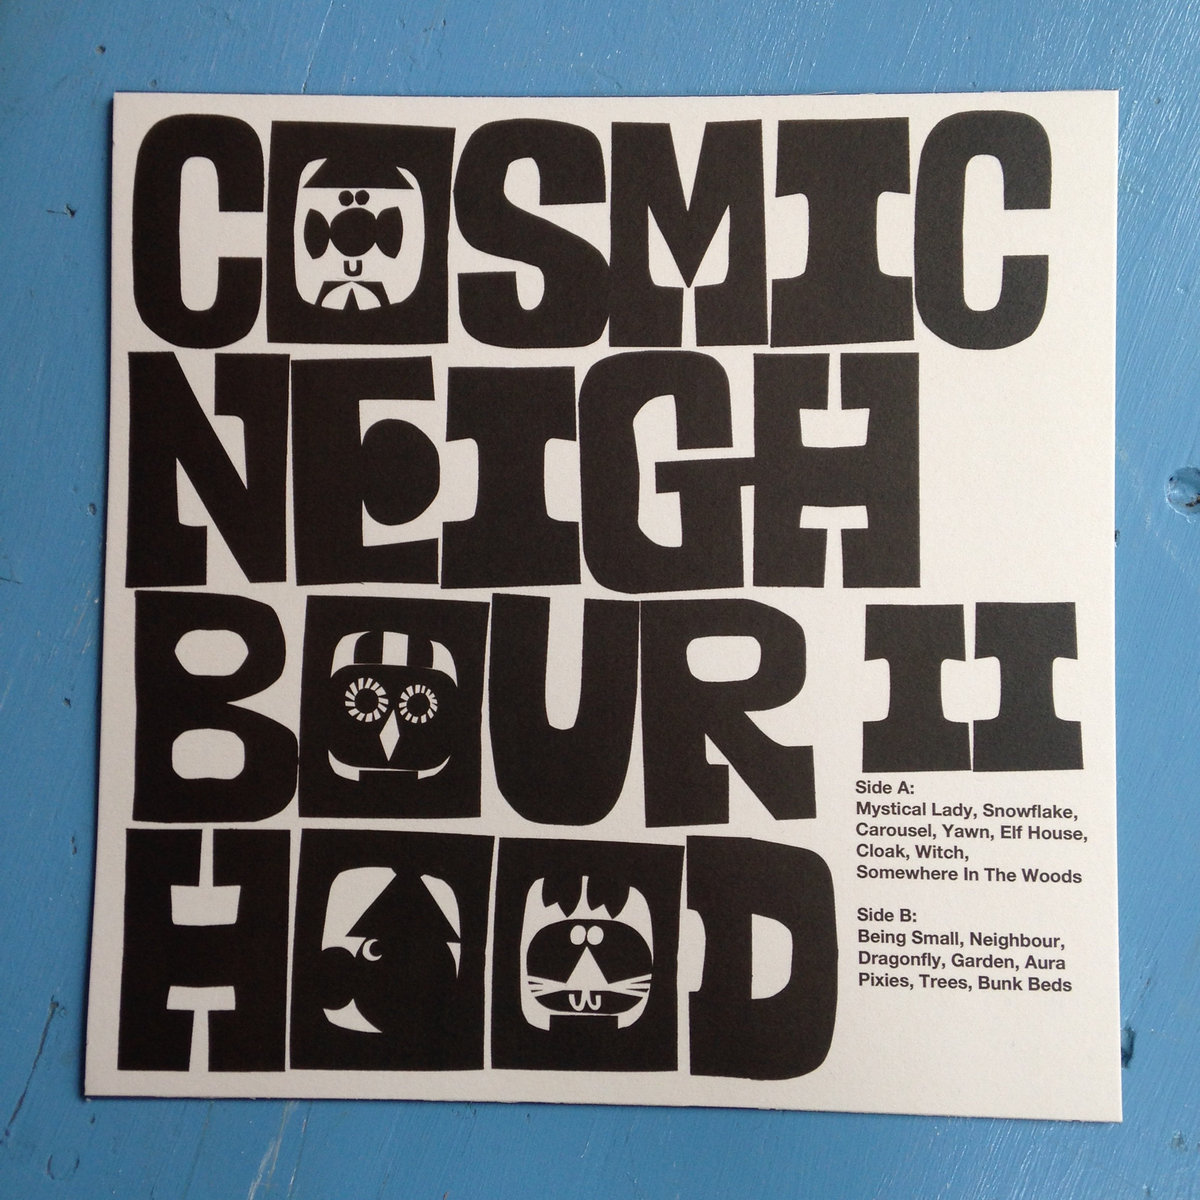 COSMIC
NEIGH
BOUR II
HOOD
Side A:
Mystical Lady, Snowflake,
Carousel, Yawn, Elf House,
Cloak, Witch,
Somewhere In The Woods
Side B:
Being Small, Neighbour,
Dragonfly, Garden, Aura
Pixies, Trees, Bunk Beds